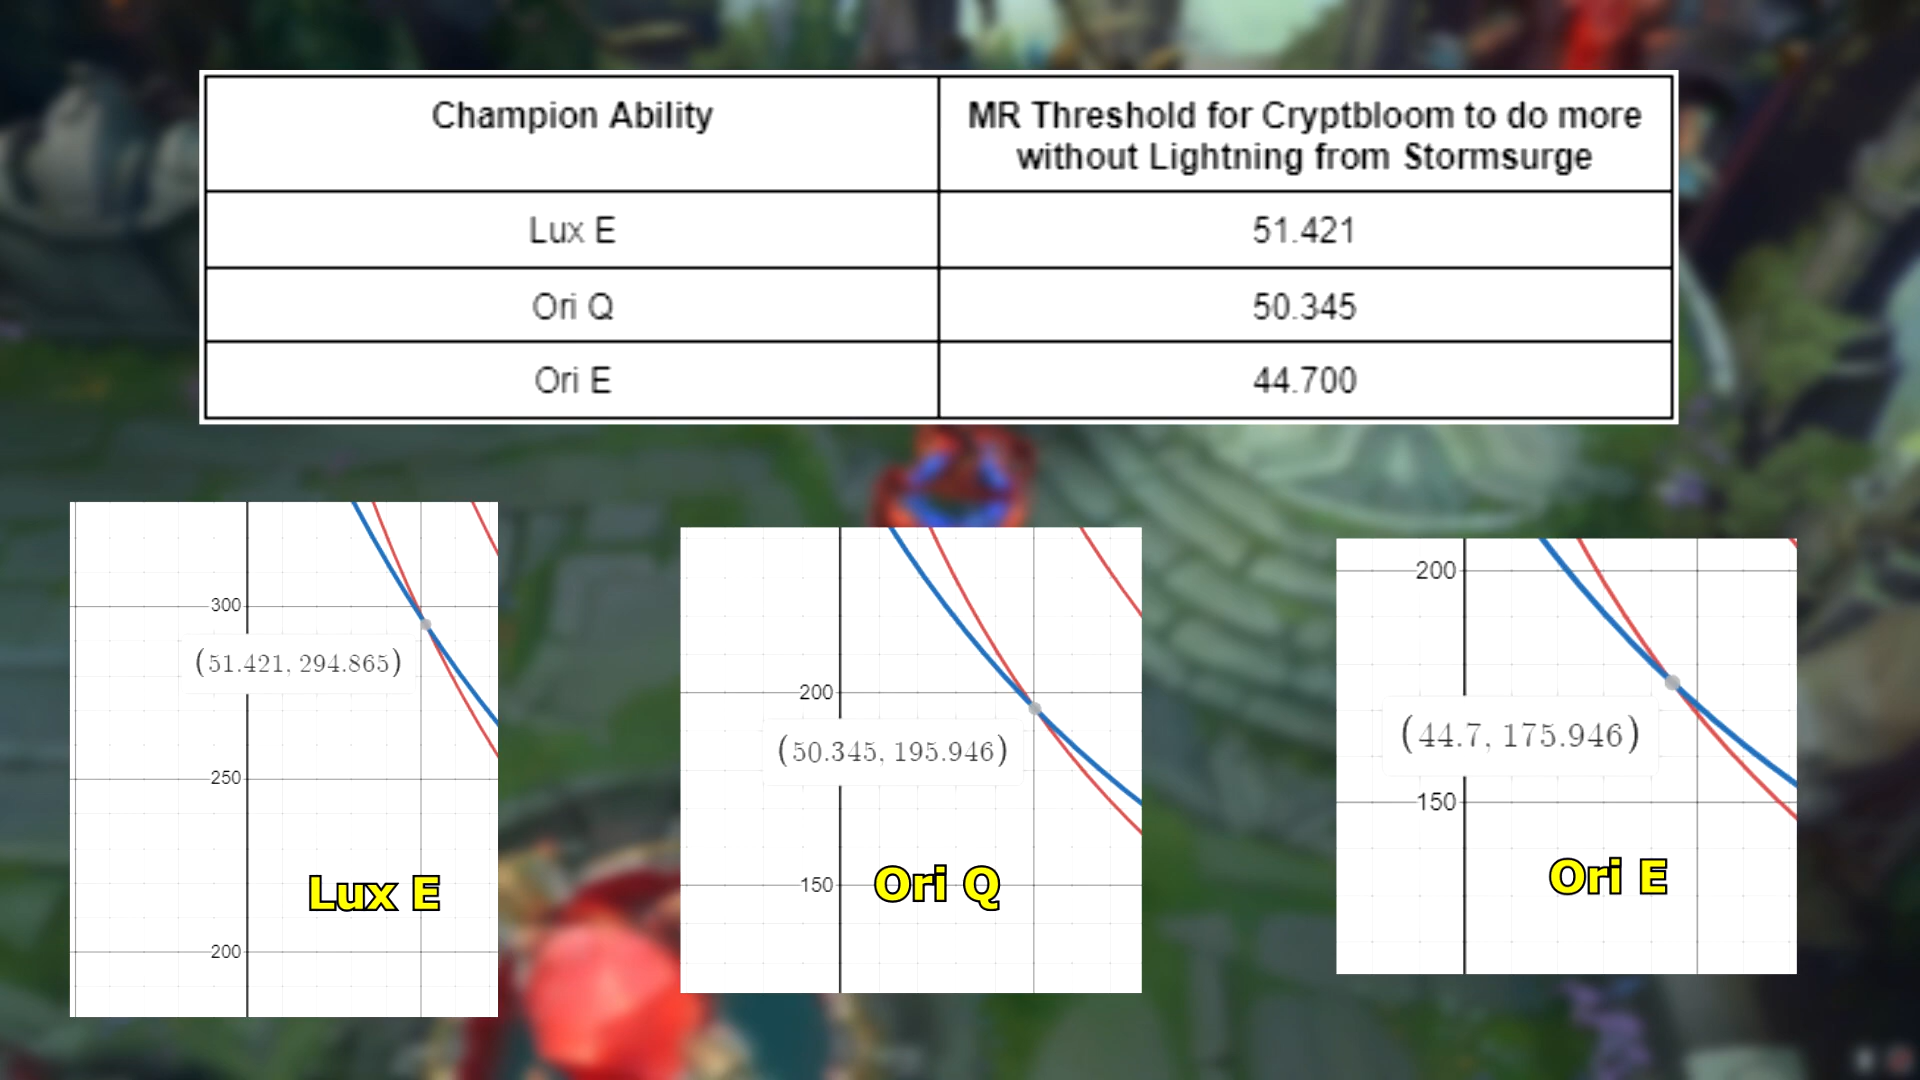 Champion Ability
MR Threshold for Cryptbloom to do more
without Lightning from Stormsurge
Lux E
51.421
Ori Q
50.345
Ori E
44.700
300
(51.421, 294.865)
250
Lux E
200
200
(50.345, 195.946)
150
Ori Q
200
(44.7, 175.946)
150
Ori E